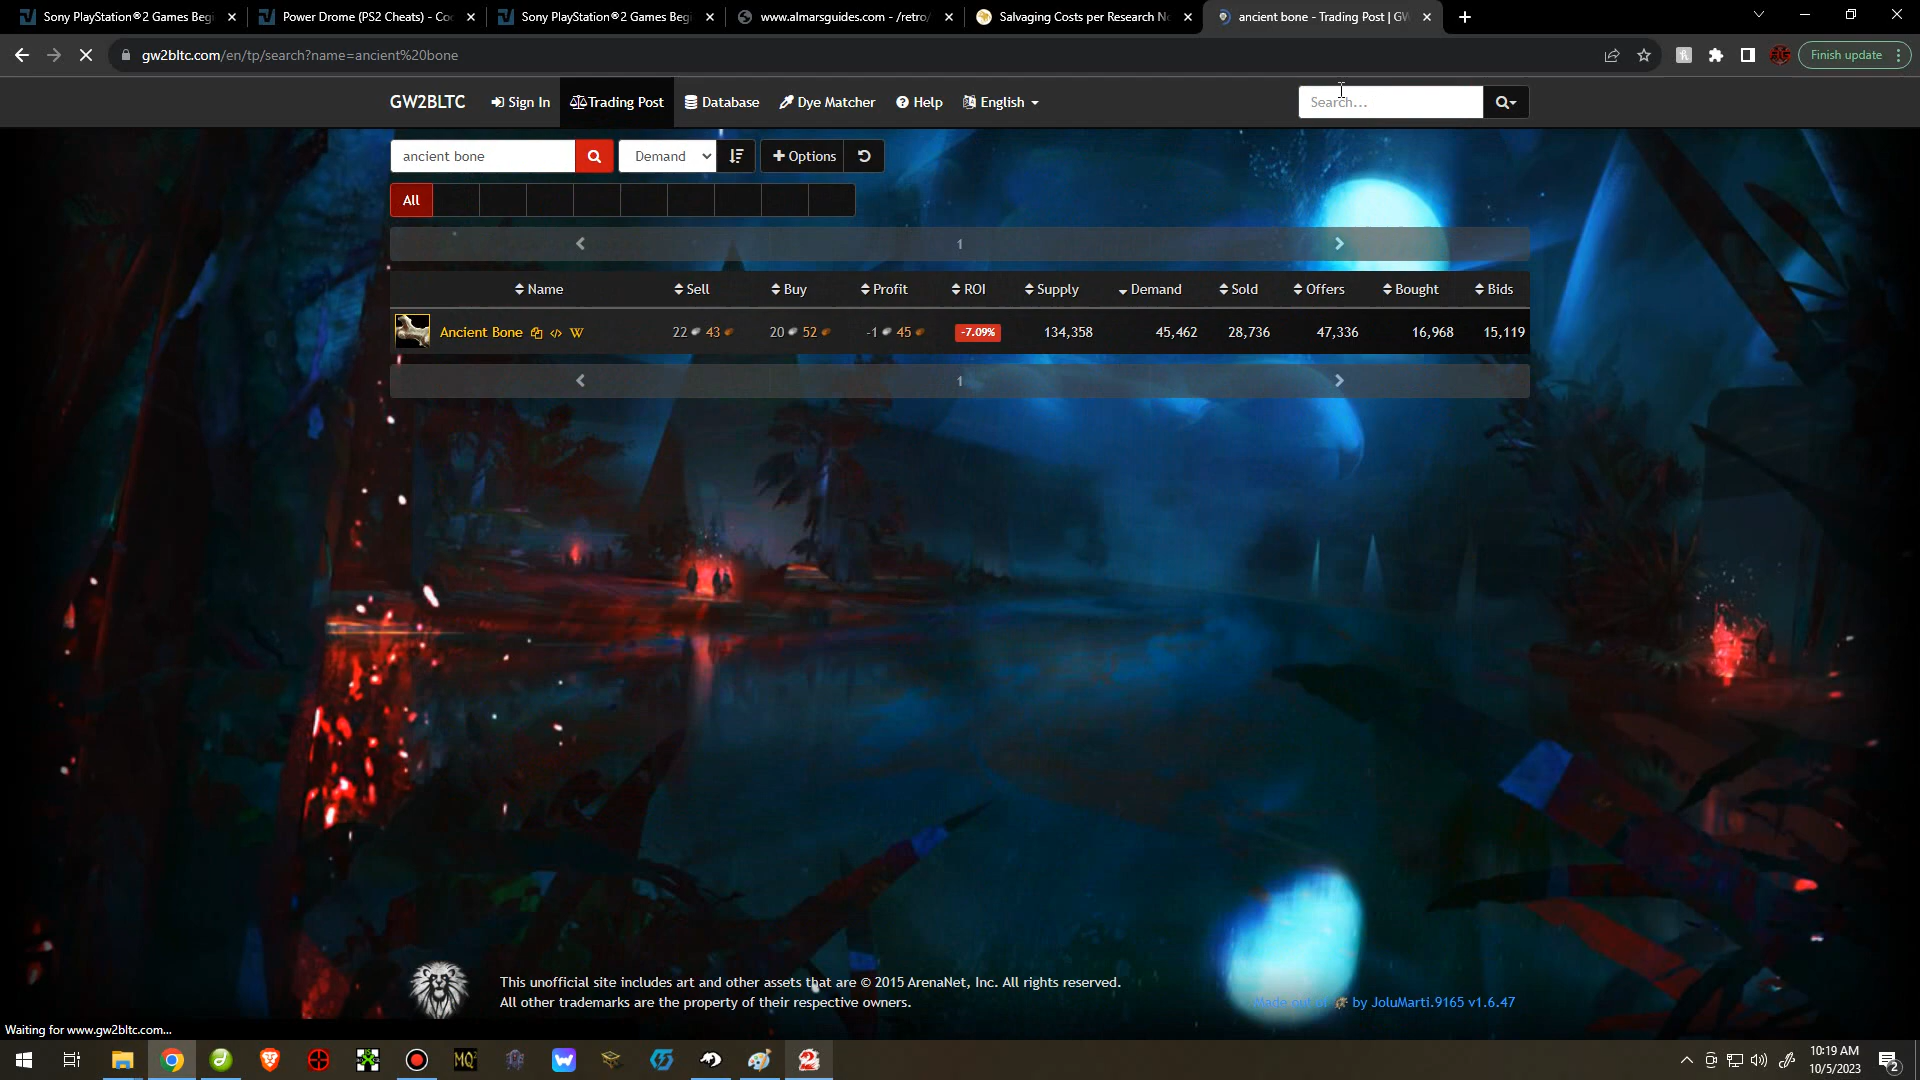 Sony PlayStation®2 Games Begi
Power Drome (PS2 Cheats) - Co
Sony PlayStation®2 Games Begi
www.almarsguides.com - /retro/
Salvaging Costs per Research N
ancient bone - Trading Post | GW
gw2bltc.com/en/tp/search?name=ancient%20bone
Finish update
GW2BLTC
Sign In
Trading Post
Database
Dye Matcher
Help
English
Search...
ancient bone
Demand
Options
All
1
Name Sell Buy Profit ROI Supply Demand Sold Offers Bought Bids
Ancient Bone W 22 43 20 52 -1 45 -7.09% 134,358 45,462 28,736 47,336 16,968 15,119
1
This unofficial site includes art and other assets that are © 2015 ArenaNet, Inc. All rights reserved.
All other trademarks are the property of their respective owners.
Made out of by JoluMarti.9165 v1.6.47
Waiting for www.gw2bltc.com...
MQ2
10:19 AM
10/5/2023
2